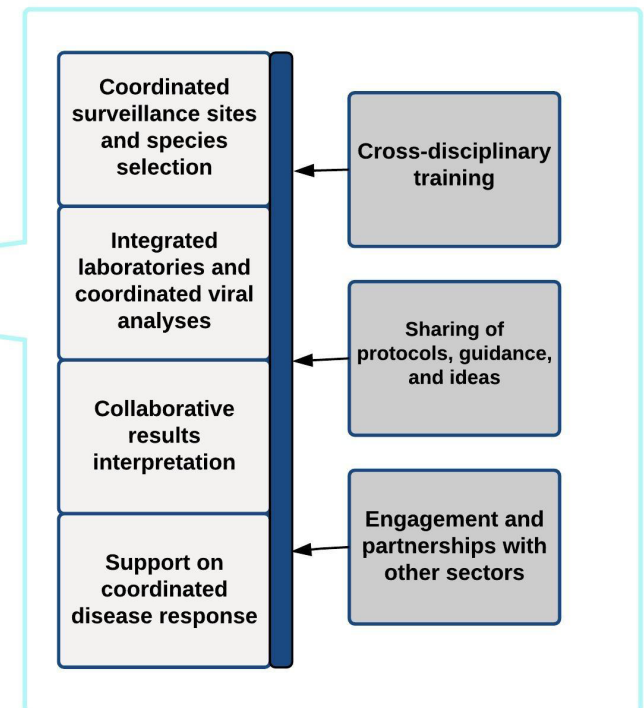 Coordinated
surveillance sites
and species
selection
Integrated
laboratories and
coordinated viral
analyses
Collaborative
results
interpretation
Support on
coordinated
disease response
Cross-disciplinary
training
Sharing of
protocols, guidance,
and ideas
Engagement and
partnerships with
other sectors